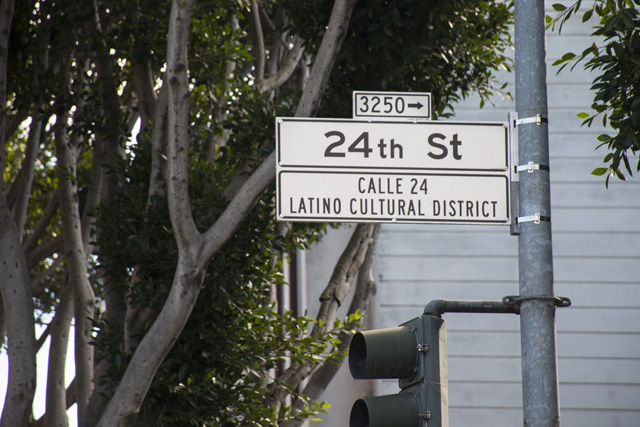 3250→
24th St
CALLE 24
LATINO CULTURAL DISTRICT